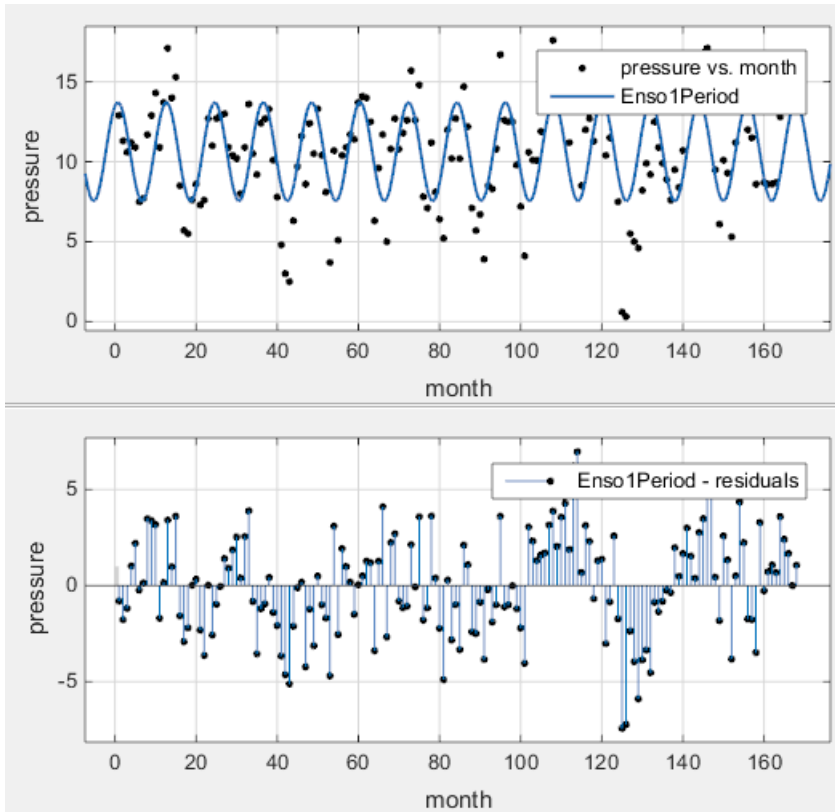 15
10
5
0
pressure
pressure vs. month
Enso1Period
0 20 40 60 80 100 120 140 160
month
5
0
-5
pressure
Enso1Period - residuals
0 20 40 60 80 100 120 140 160
month